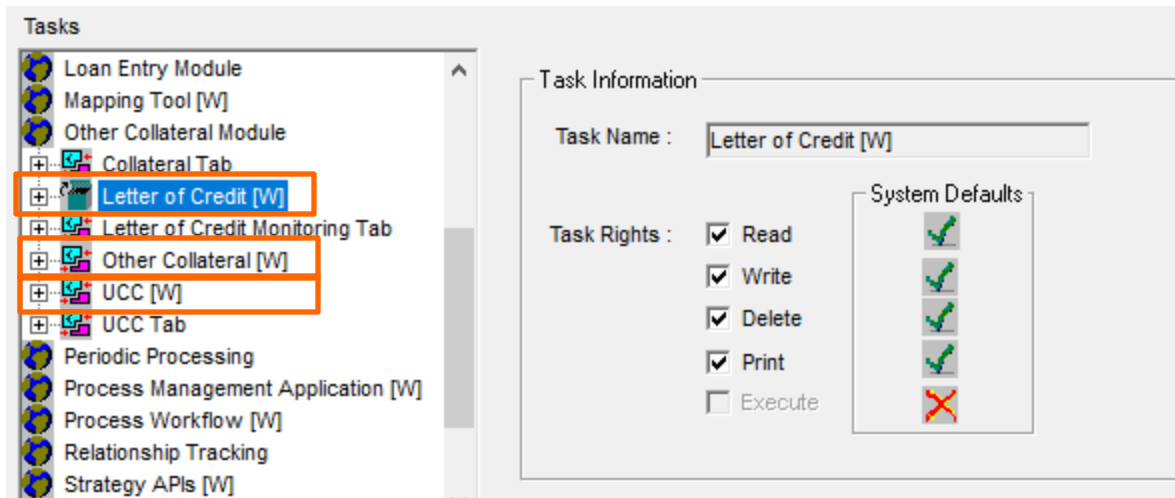 Tasks
Loan Entry Module
Mapping Tool [W]
Other Collateral Module
Collateral Tab
Letter of Credit [W]
Letter of Credit Monitoring Tab
Other Collateral [W]
UCC [W]
UCC Tab
Periodic Processing
Process Management Application [W]
Process Workflow [W]
Relationship Tracking
Strategy APIs [W]
Task Information
Task Name : Letter of Credit [W]
System Defaults
Task Rights : Read
Write
Delete
Print
Execute